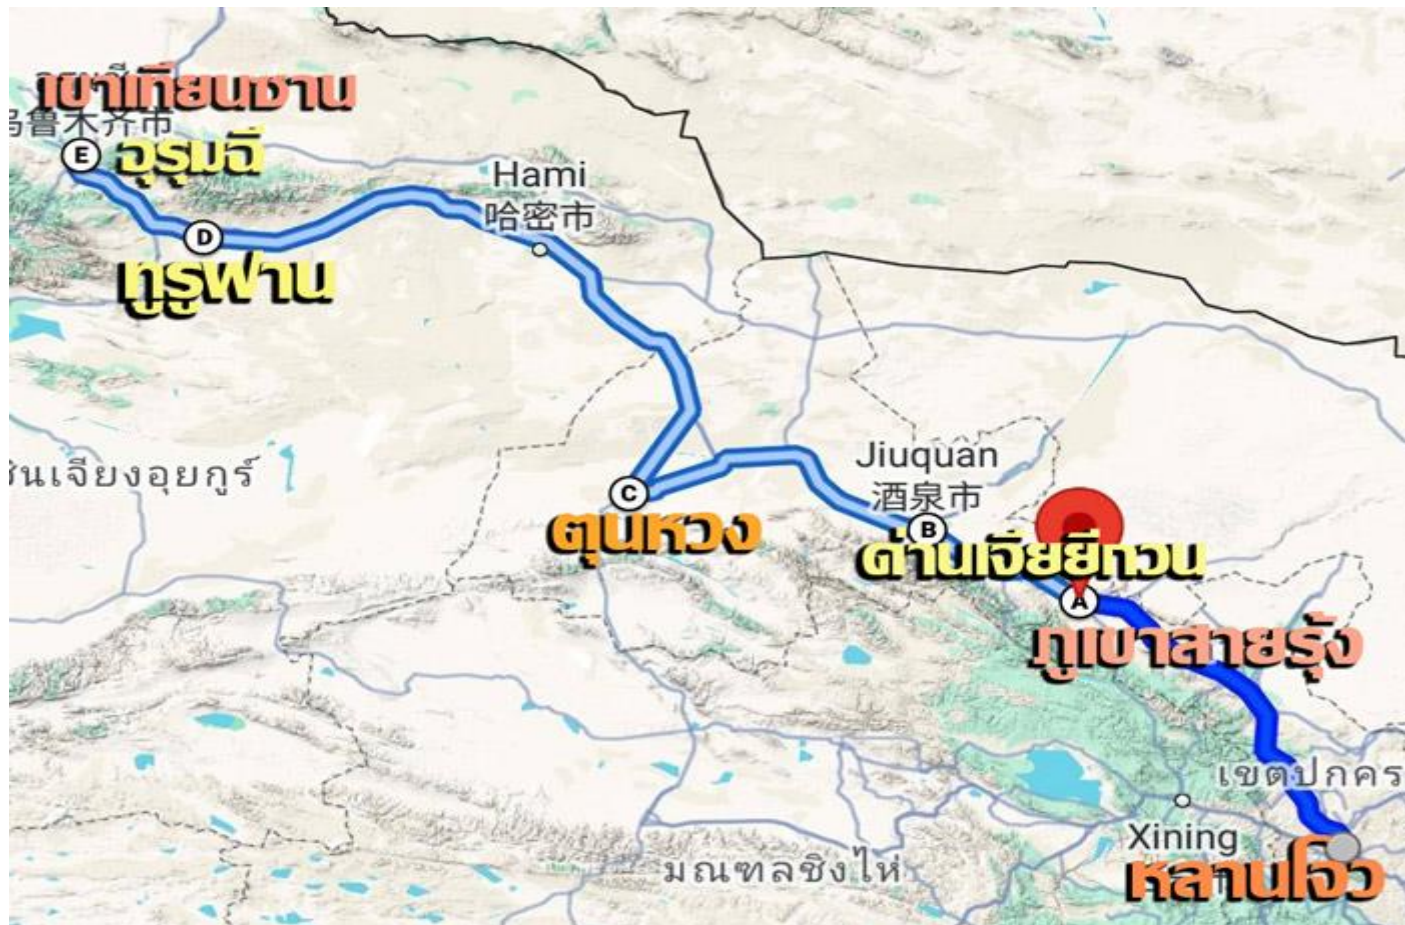 เขาเทียนซาน
乌鲁木齐市
E
อุรุมฉี
Hami
哈密市
D
ทูรูฟาน
Jiuquan
酒泉市
ซินเจียงอุยกูร์
C
B
ตุนหวง
ด่านเจี่ยยี่กวน
A
ภูเขาสายรุ้ง
เขตปกคร
Xining
มณฑลชิงไห่
หลานโจว